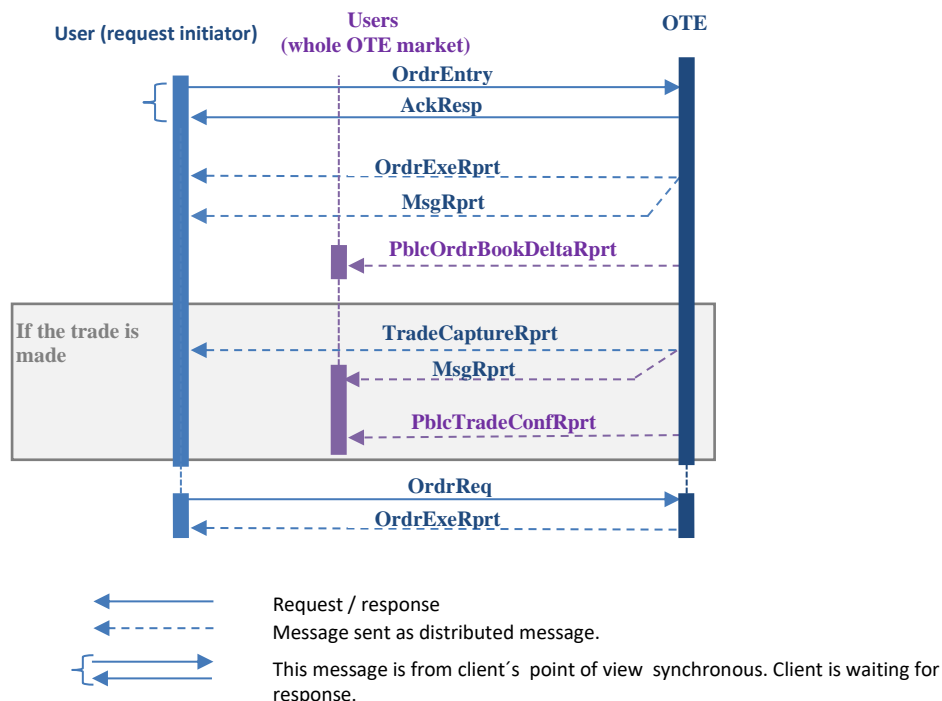 User (request initiator)
Users
(whole OTE market)
OTE
OrdrEntry
AckResp
OrdrExeRprt
MsgRprt
PblcOrdrBookDeltaRprt
If the trade is
made
TradeCaptureRprt
MsgRprt
PblcTradeConfRprt
OrdrReq
OrdrExeRprt
Request / response
Message sent as distributed message.
This message is from client´s point of view synchronous. Client is waiting for
response.